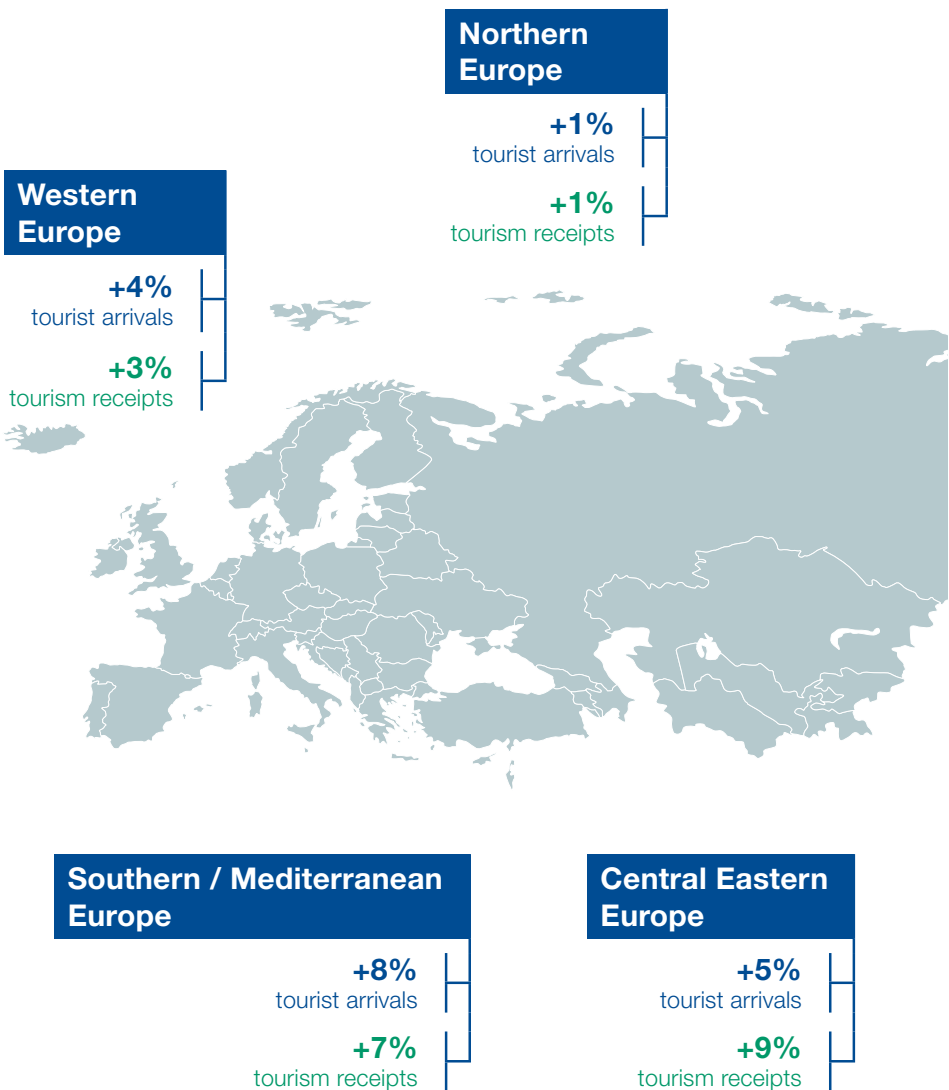 Northern
Europe
+1%
tourist arrivals
+1%
tourism receipts
Western
Europe
+4%
tourist arrivals
+3%
tourism receipts
Southern / Mediterranean
Europe
+8%
tourist arrivals
+7%
tourism receipts
Central Eastern
Europe
+5%
tourist arrivals
+9%
tourism receipts